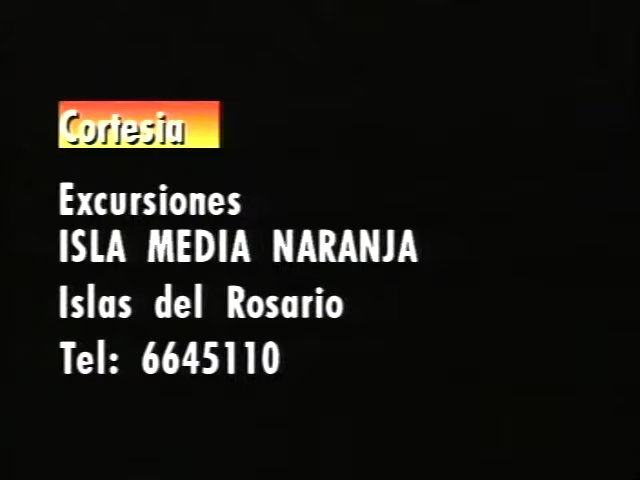 Cortesia
Excursiones
ISLA MEDIA NARANJA
Islas del Rosario
Tel: 6645110